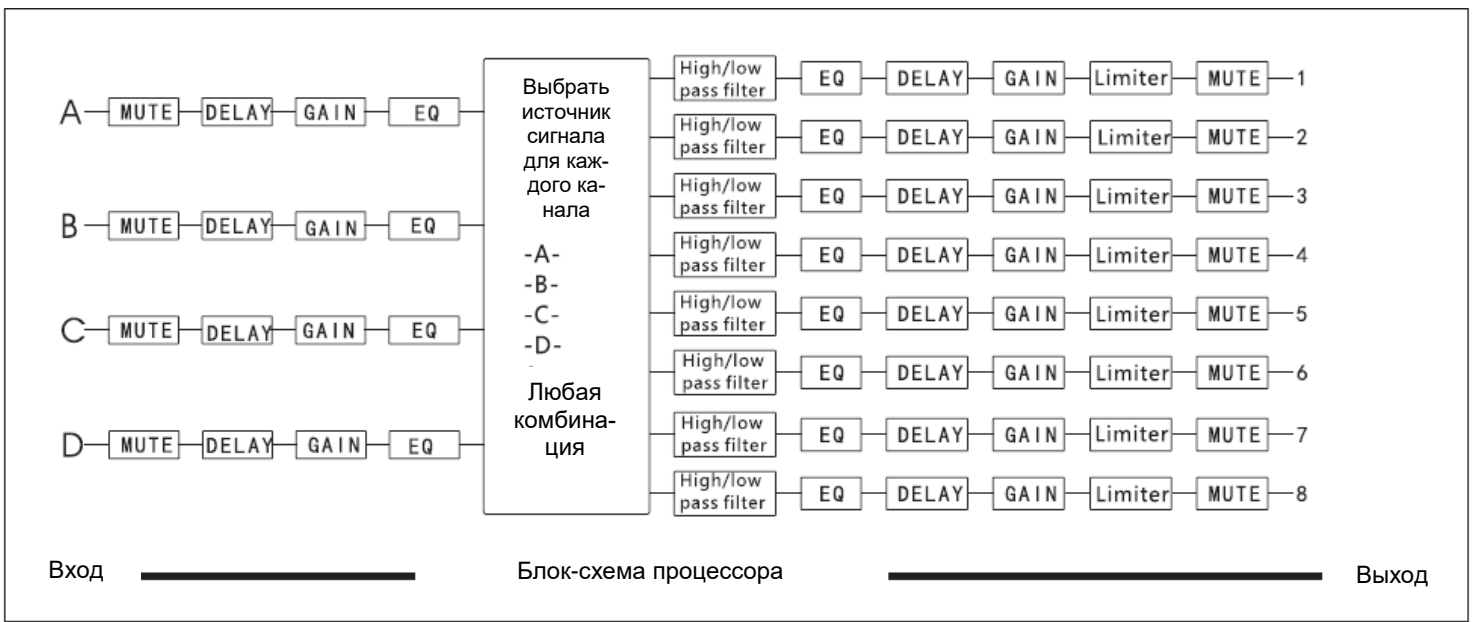 A MUTE DELAY GAIN EQ
B MUTE DELAY GAIN EQ
C MUTE DELAY GAIN EQ
D MUTE DELAY GAIN EQ
Выбрать
источник
сигнала
для каж-
дого ка-
нала
-A-
-B-
-C-
-D-
Любая
комбина-
ция
High/low
pass filter EQ DELAY GAIN Limiter MUTE 1
High/low
pass filter EQ DELAY GAIN Limiter MUTE 2
High/low
pass filter EQ DELAY GAIN Limiter MUTE 3
High/low
pass filter EQ DELAY GAIN Limiter MUTE 4
High/low
pass filter EQ DELAY GAIN Limiter MUTE 5
High/low
pass filter EQ DELAY GAIN Limiter MUTE 6
High/low
pass filter EQ DELAY GAIN Limiter MUTE 7
High/low
pass filter EQ DELAY GAIN Limiter MUTE 8
Вход Блок-схема процессора Выход